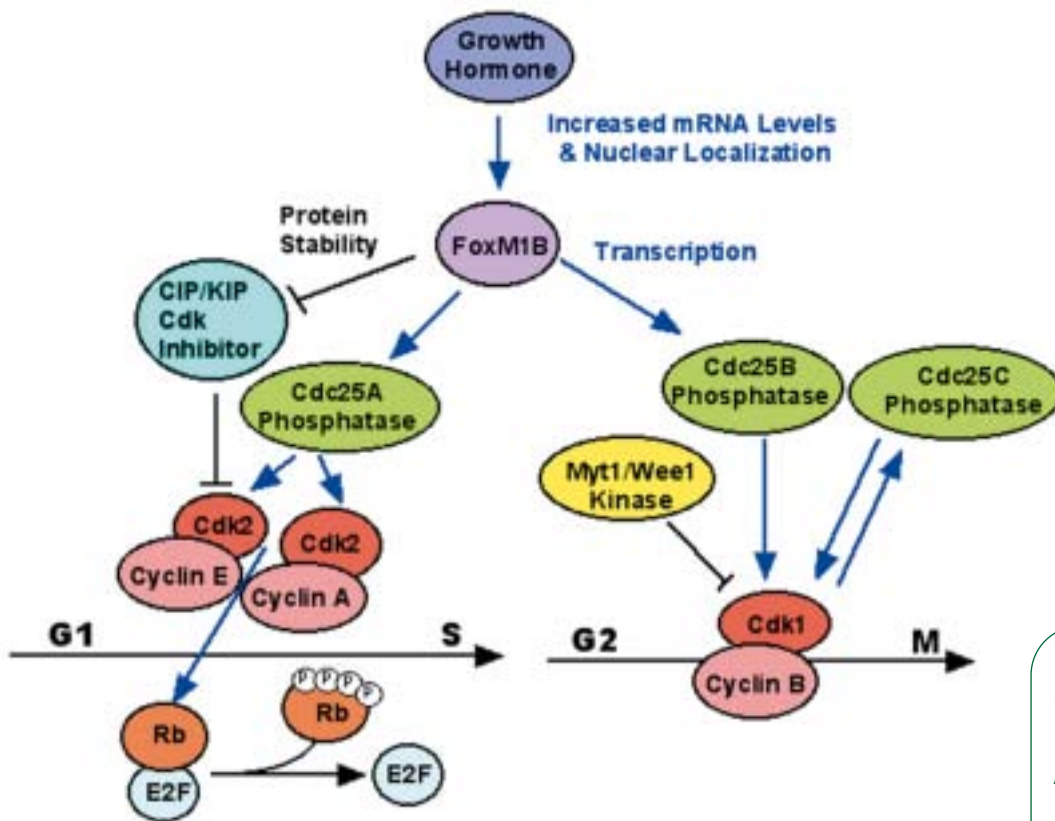 Growth
Hormone
Increased mRNA Levels
& Nuclear Localization
Protein
Stability
FoxM1B
Transcription
CIP/KIP
Cdk
Inhibitor
Cdc25A
Phosphatase
Cdc25B
Phosphatase
Cdc25C
Phosphatase
Myt1/Wee1
Kinase
Cdk2
Cyclin E
Cdk2
Cyclin A
Cdk1
Cyclin B
G1
S
G2
M
Rb
E2F
P P P P
Rb
E2F